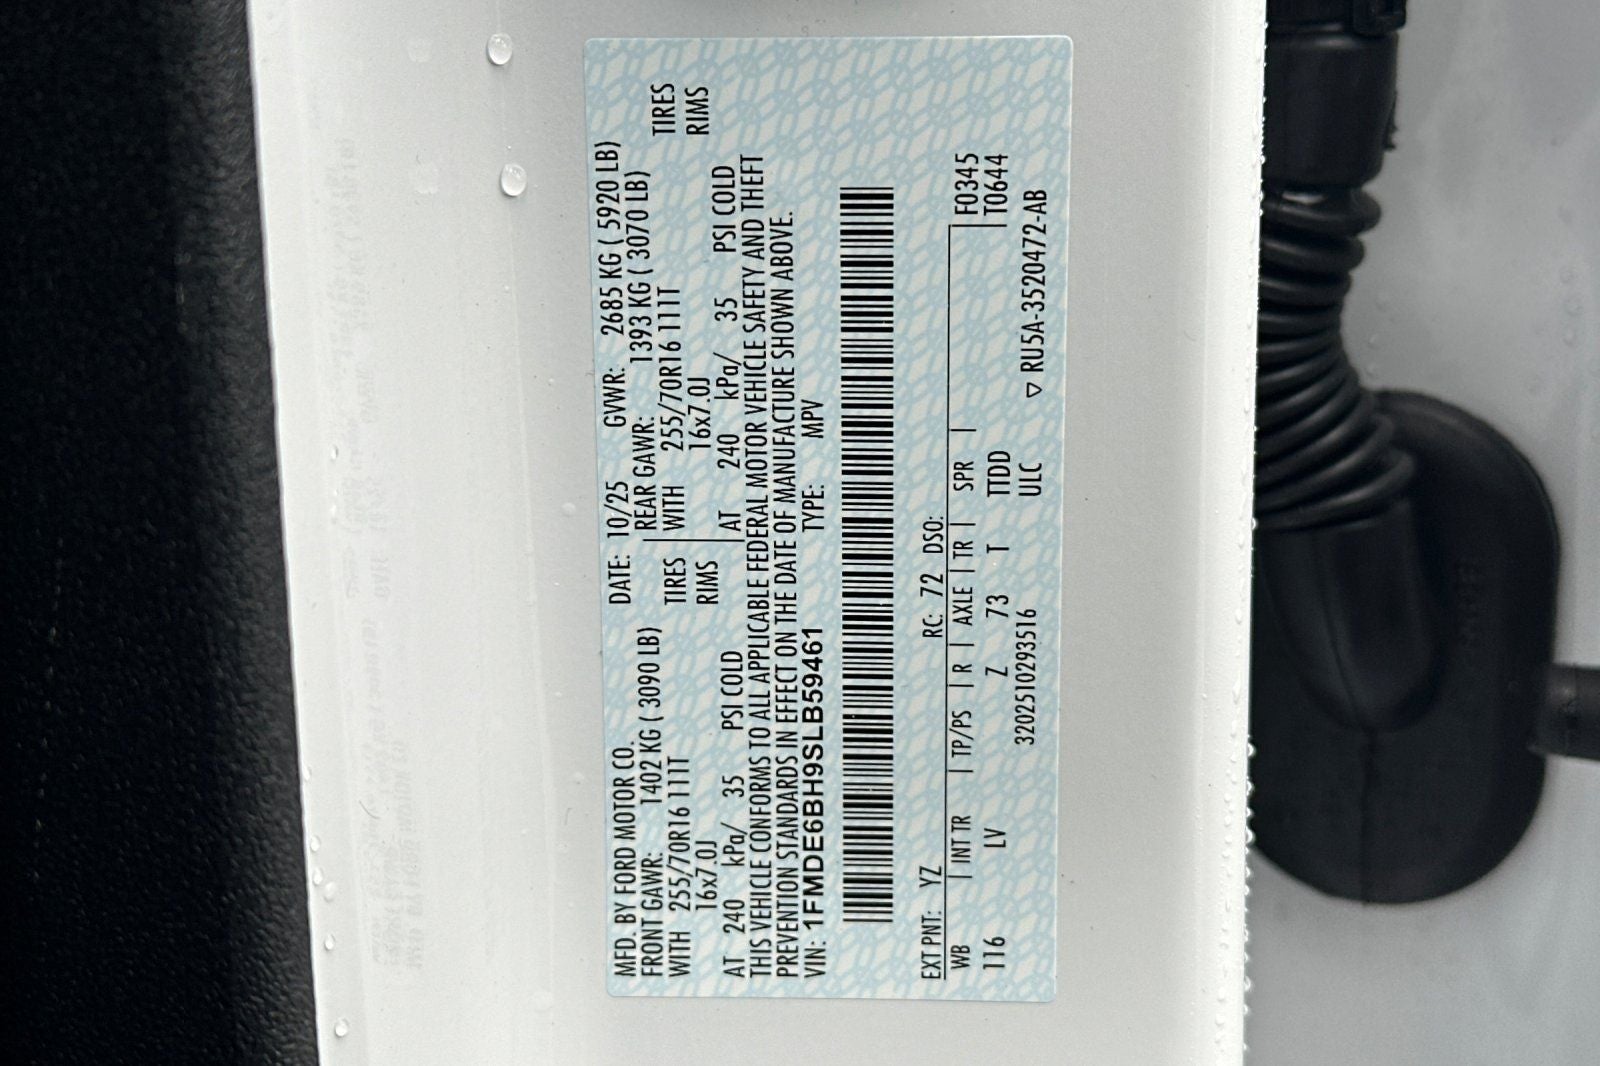 MFD. BY FORD MOTOR CO. DATE: 10/25 GVWR: 2685 KG ( 5920 LB)
FRONT GAWR: 1402 KG ( 3090 LB) REAR GAWR: 1393 KG ( 3070 LB)
WITH 255/70R16 111T TIRES WITH 255/70R16 111T TIRES
16x7.0J RIMS 16x7.0J RIMS
AT 240 kPa/ 35 PSI COLD AT 240 kPa/ 35 PSI COLD
THIS VEHICLE CONFORMS TO ALL APPLICABLE FEDERAL MOTOR VEHICLE SAFETY AND THEFT
PREVENTION STANDARDS IN EFFECT ON THE DATE OF MANUFACTURE SHOWN ABOVE.
VIN: 1FMDE6BH9SLB59461 TYPE: MPV
EXT PNT: YZ RC: 72 DSO: F0345
WB | INT TR | TP/PS | R | AXLE | TR | SPR | T0644
116 LV Z 73 T TTDD
320251029351​6 ULC ▽ RU5A-3520472-AB